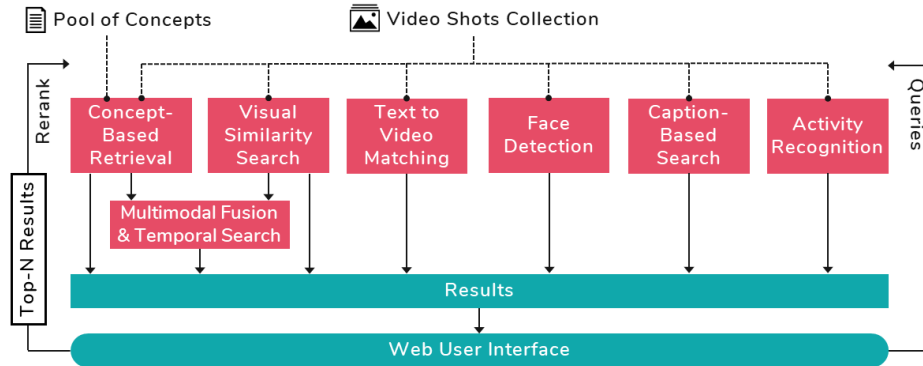 Pool of Concepts
Video Shots Collection
Rerank
Queries
Concept-
Based
Retrieval
Visual
Similarity
Search
Text to
Video
Matching
Face
Detection
Caption-
Based
Search
Activity
Recognition
Multimodal Fusion
& Temporal Search
Top-N Results
Results
Web User Interface